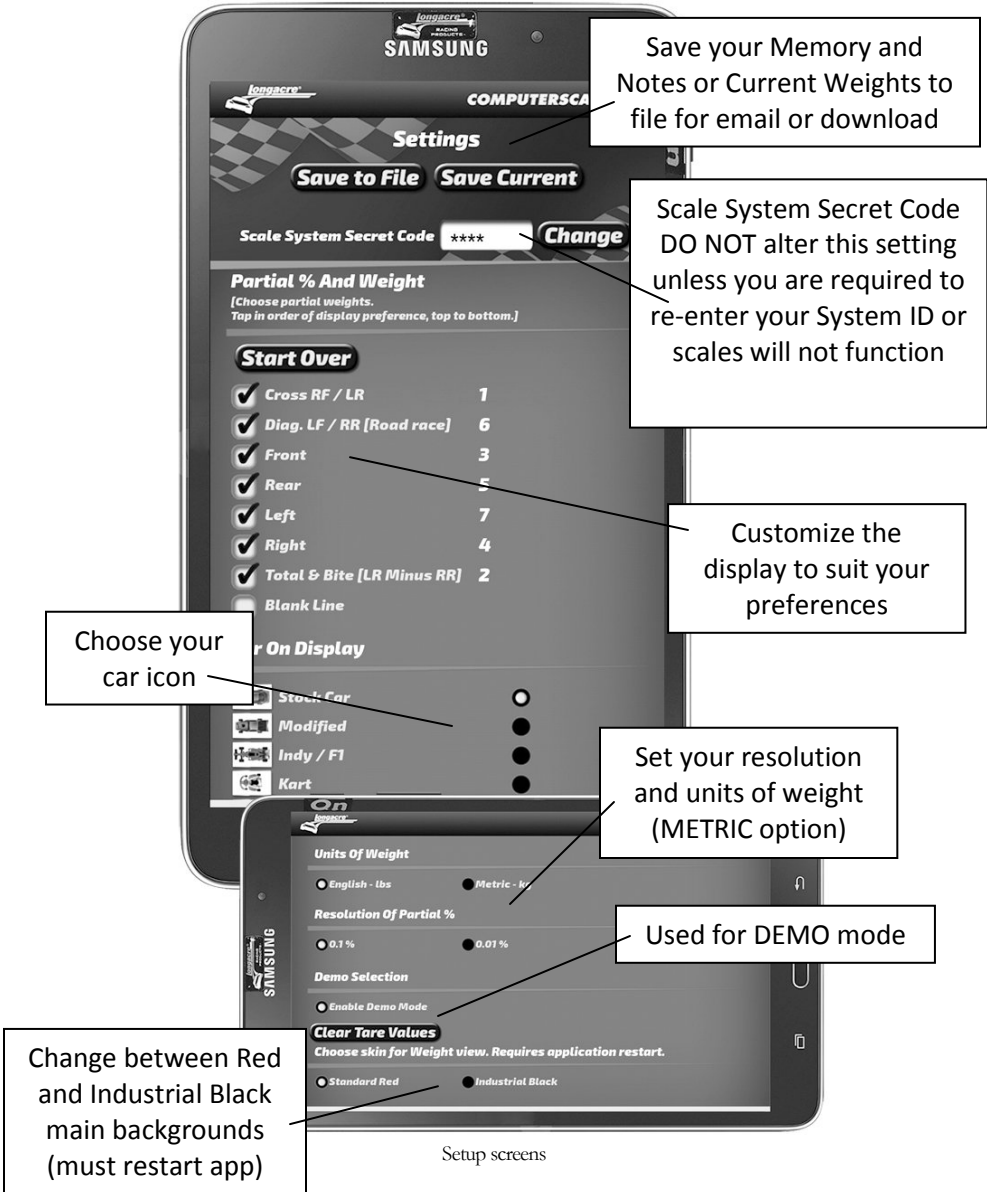 Longacre®
RACING
PRODUCTS
SAMSUNG
Save your Memory and
Notes or Current Weights to
file for email or download
Longacre®
COMPUTERSCA
Settings
Save to File Save Current
Scale System Secret Code **** Change
Scale System Secret Code
DO NOT alter this setting
unless you are required to
re-enter your System ID or
scales will not function
Partial % And Weight
[Choose partial weights.
Tap in order of display preference, top to bottom.]
Start Over
Cross RF / LR 1
Diag. LF / RR [Road race] 6
Front 3
Rear 5
Left 7
Right 4
Total & Bite [LR Minus RR] 2
Blank Line
Customize the
display to suit your
preferences
Choose your
car icon
r On Display
Stock Car
Modified
Indy / F1
Kart
Set your resolution
and units of weight
(METRIC option)
On
Longacre®
Units Of Weight
English - lbs Metric - kg
Resolution Of Partial %
0.1 % 0.01 %
Used for DEMO mode
Demo Selection
Enable Demo Mode
Clear Tare Values
Choose skin for Weight view. Requires application restart.
Standard Red Industrial Black
SAMSUNG
Change between Red
and Industrial Black
main backgrounds
(must restart app)
Setup screens